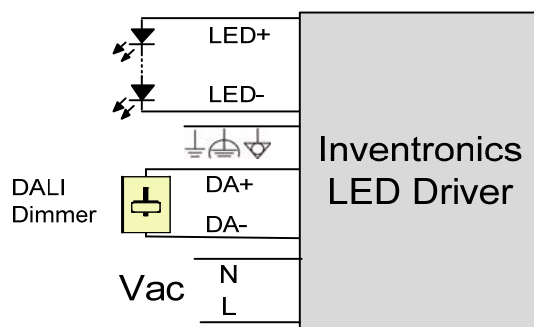 LED+
LED-
Inventronics
LED Driver
DALI
Dimmer
DA+
DA-
Vac
N
L